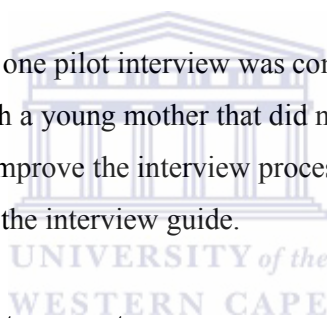 one pilot interview was con
h a young mother that did n
mprove the interview proces
the interview guide.
UNIVERSITY of the
WESTERN CAPE